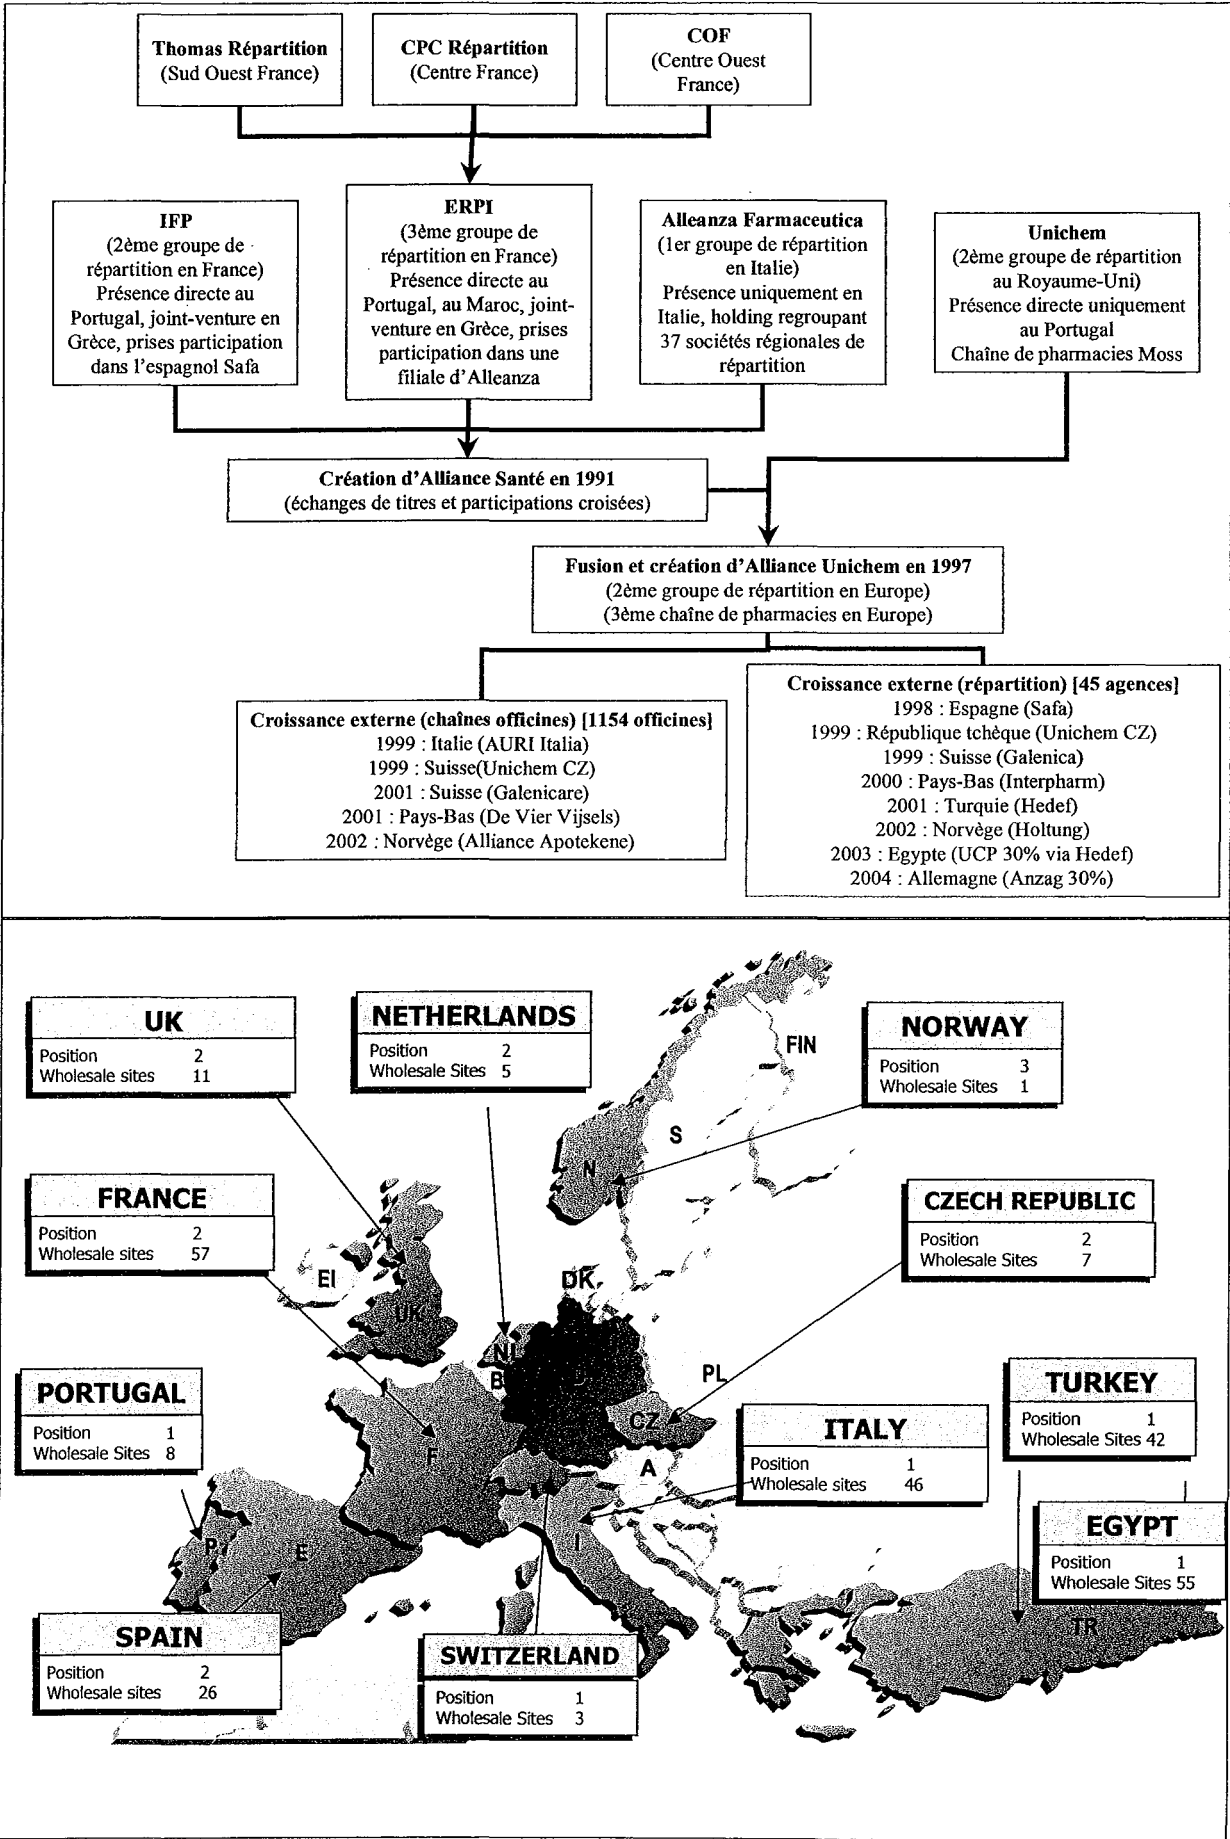 Thomas Répartition
(Sud Ouest France)
CPC Répartition
(Centre France)
COF
(Centre Ouest
France)
IFP
(2ème groupe de
répartition en France)
Présence directe au
Portugal, joint-venture en
Grèce, prises participation
dans l'espagnol Safa
ERPI
(3ème groupe de
répartition en France)
Présence directe au
Portugal, au Maroc, joint-
venture en Grèce, prises
participation dans une
filiale d'Alleanza
Alleanza Farmaceutica
(1er groupe de répartition
en Italie)
Présence uniquement en
Italie, holding regroupant
37 sociétés régionales de
répartition
Unichem
(2ème groupe de répartition
au Royaume-Uni)
Présence directe uniquement
au Portugal
Chaîne de pharmacies Moss
Création d'Alliance Santé en 1991
(échanges de titres et participations croisées)
Fusion et création d'Alliance Unichem en 1997
(2ème groupe de répartition en Europe)
(3ème chaîne de pharmacies en Europe)
Croissance externe (chaînes officines) [1154 officines]
1999 : Italie (AURI Italia)
1999 : Suisse(Unichem CZ)
2001 : Suisse (Galenicare)
2001 : Pays-Bas (De Vier Vijsels)
2002 : Norvège (Alliance Apotekene)
Croissance externe (répartition) [45 agences]
1998 : Espagne (Safa)
1999 : République tchèque (Unichem CZ)
1999 : Suisse (Galenica)
2000 : Pays-Bas (Interpharm)
2001 : Turquie (Hedef)
2002 : Norvège (Holtung)
2003 : Egypte (UCP 30% via Hedef)
2004 : Allemagne (Anzag 30%)
UK
Position 2
Wholesale sites 11
NETHERLANDS
Position 2
Wholesale Sites 5
NORWAY
Position 3
Wholesale Sites 1
FIN
S
N
FRANCE
Position 2
Wholesale sites 57
CZECH REPUBLIC
Position 2
Wholesale Sites 7
EI
UK
DK
NL
B
D
PL
CZ
A
F
I
P
E
TR
PORTUGAL
Position 1
Wholesale Sites 8
ITALY
Position 1
Wholesale sites 46
TURKEY
Position 1
Wholesale Sites 42
EGYPT
Position 1
Wholesale Sites 55
SPAIN
Position 2
Wholesale sites 26
SWITZERLAND
Position 1
Wholesale Sites 3